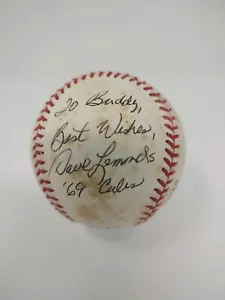 To Buddy,
Best Wishes,
Dave Lemonds
'69 Cubs